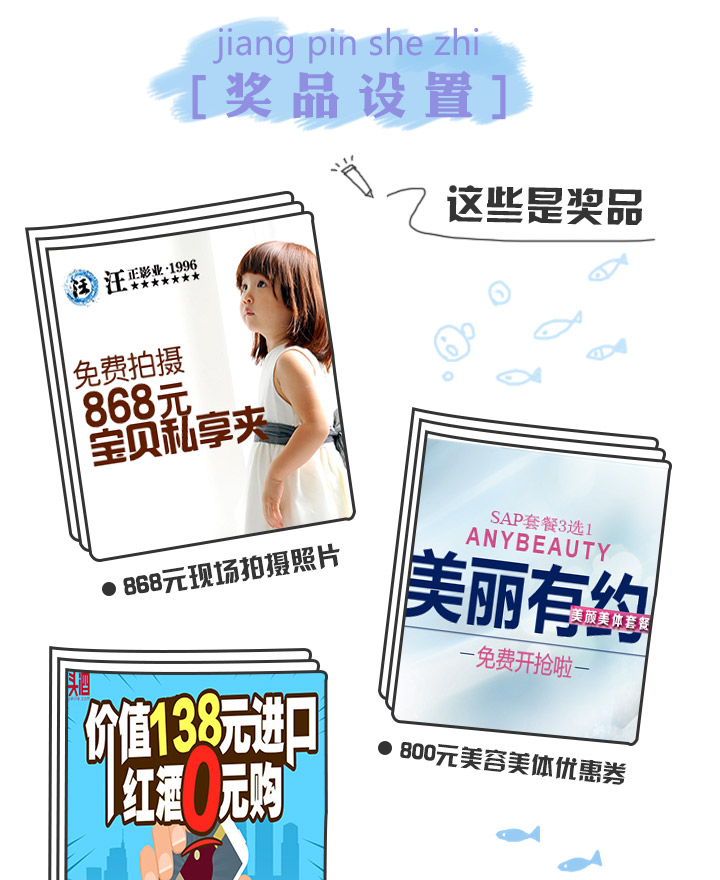 jiang pin she zhi
[奖品设置]
这些是奖品
汪 汪正影业·1996
★★★★★★★
免费拍摄
868元
宝贝私享夹
● 868元现场拍摄照片
SAP套餐3选1
ANYBEAUTY
美丽有约
美颜美体套餐
—免费开抢啦—
● 800元美容美体优惠券
头酒
价值138元进口
红酒0元购